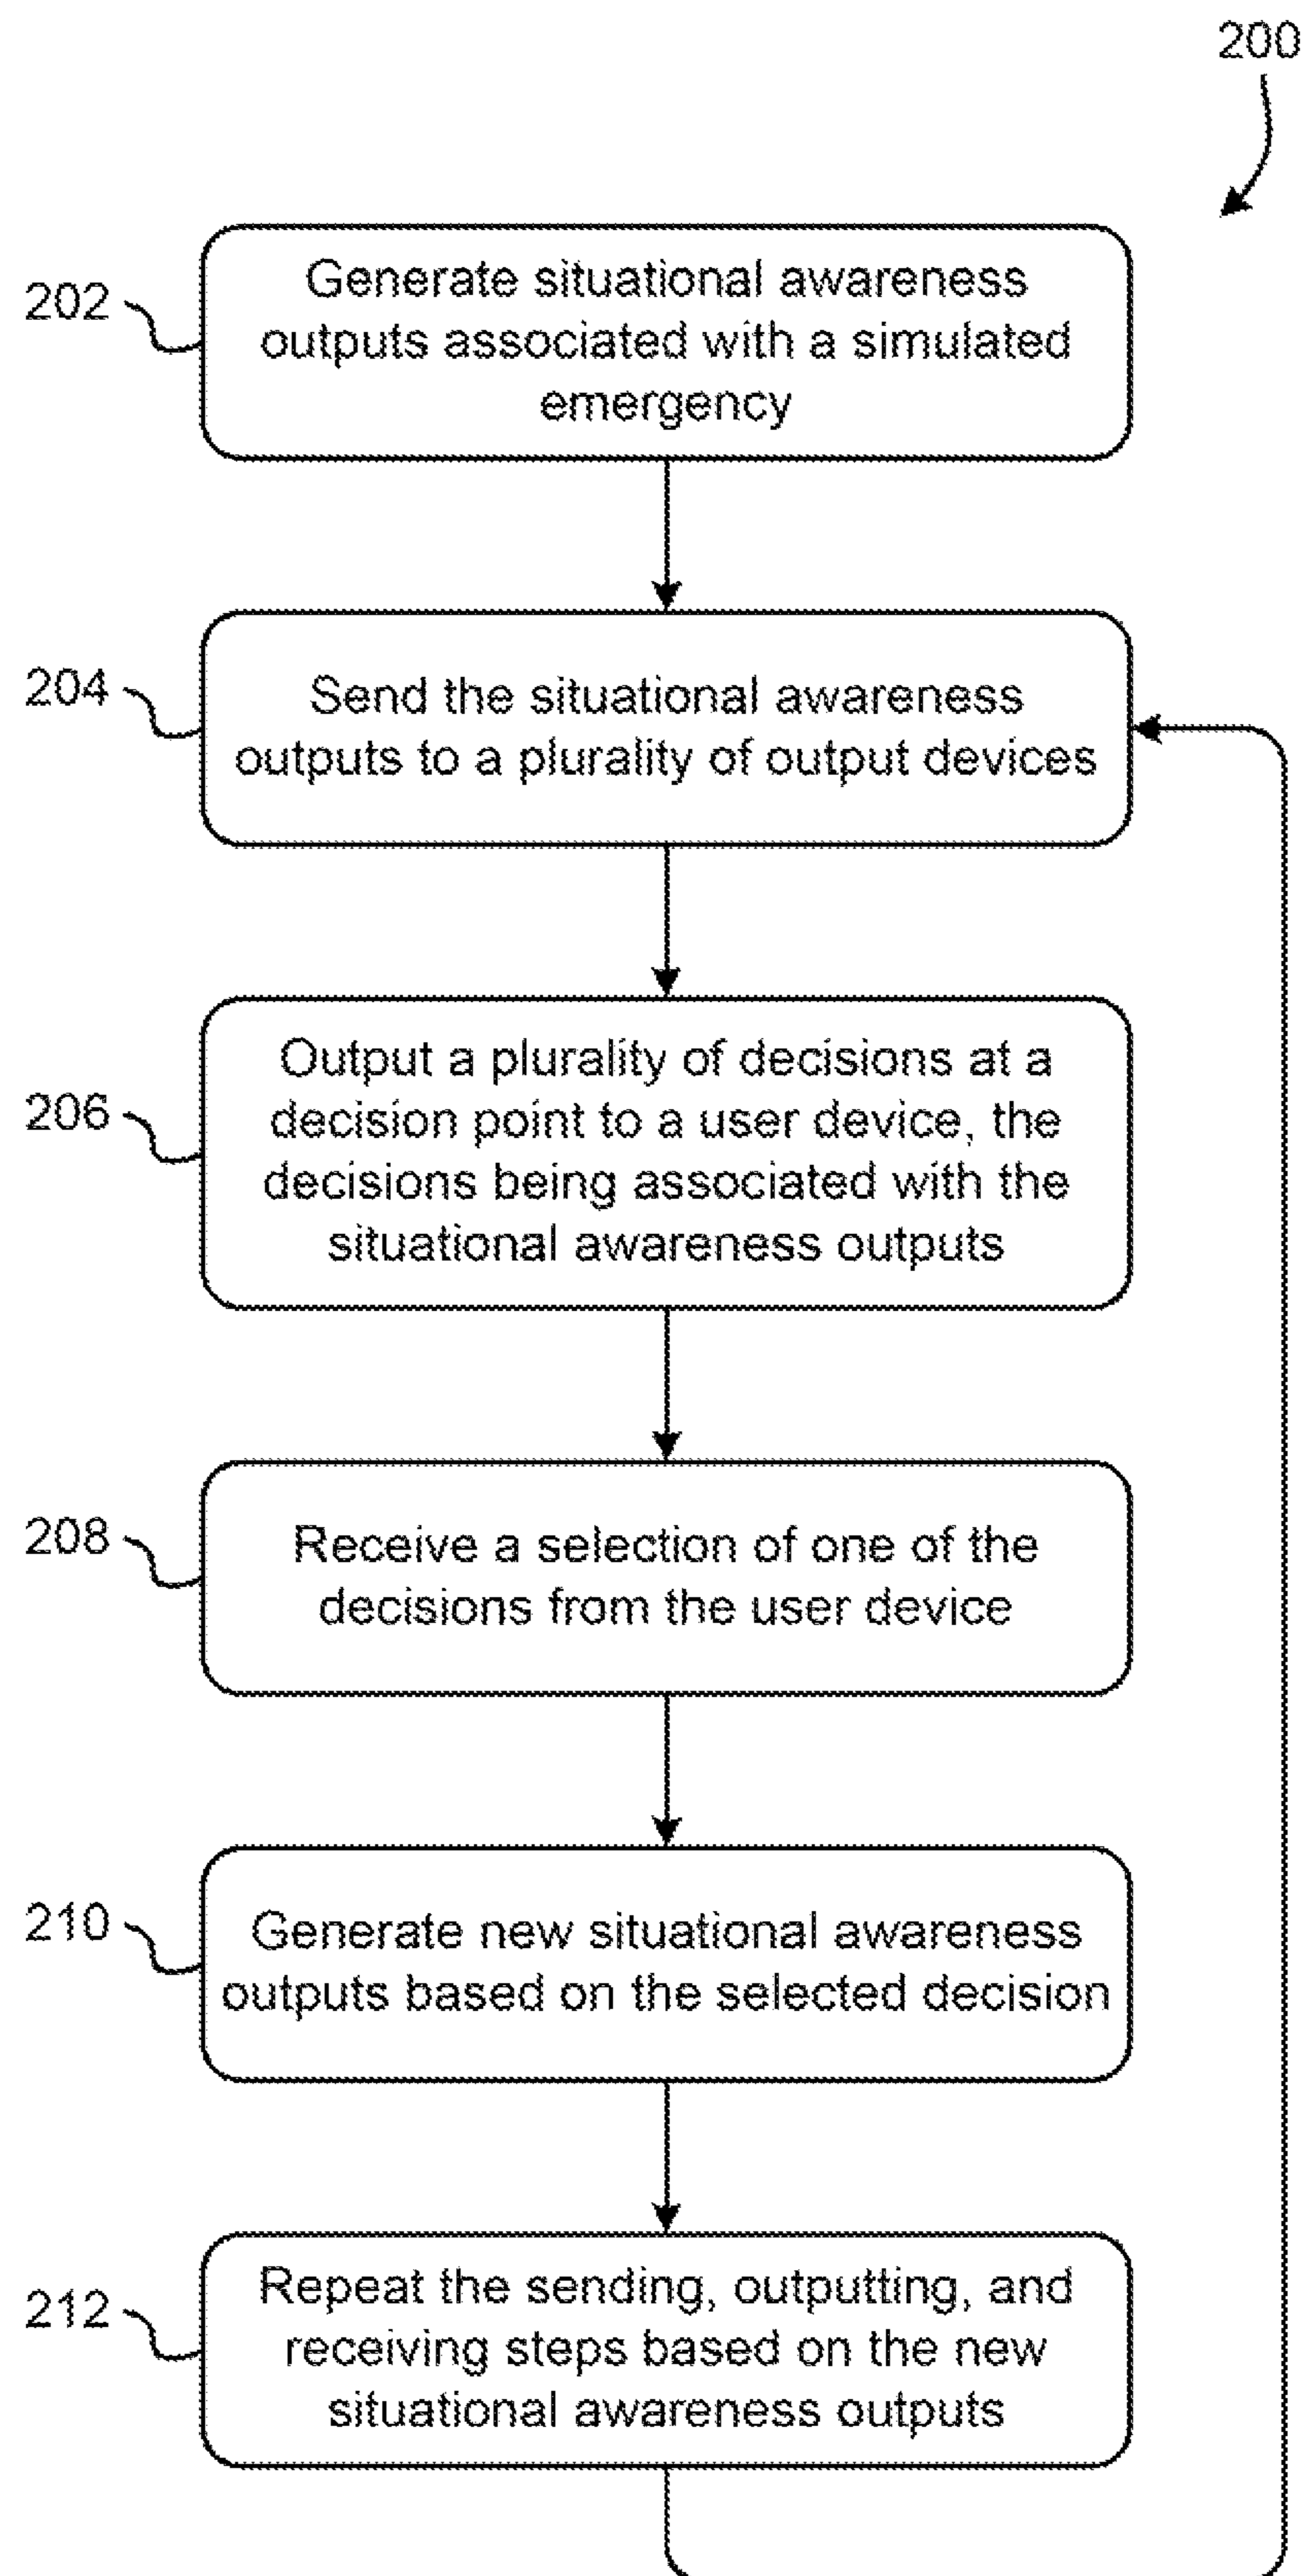 200
202
Generate situational awareness
outputs associated with a simulated
emergency
204
Send the situational awareness
outputs to a plurality of output devices
206
Output a plurality of decisions at a
decision point to a user device, the
decisions being associated with the
situational awareness outputs
208
Receive a selection of one of the
decisions from the user device
210
Generate new situational awareness
outputs based on the selected decision
212
Repeat the sending, outputting, and
receiving steps based on the new
situational awareness outputs